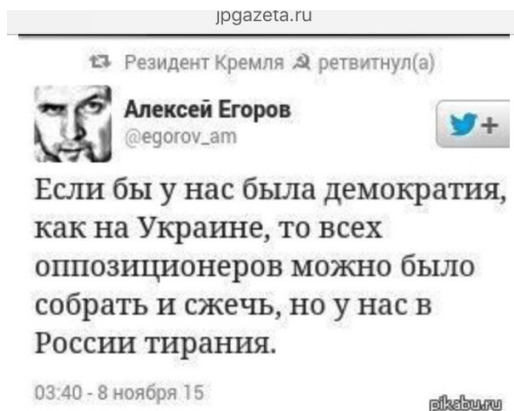 jpgazeta.ru
Резидент Кремля ☭ ретвитнул(а)
Алексей Егоров
@egorov_am
+
Если бы у нас была демократия,
как на Украине, то всех
оппозиционеров можно было
собрать и сжечь, но у нас в
России тирания.
03:40 - 8 ноября 15
pikabu.ru